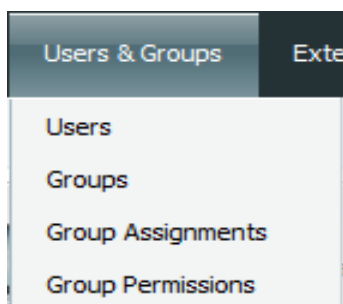 Users & Groups Exte
Users
Groups
Group Assignments
Group Permissions